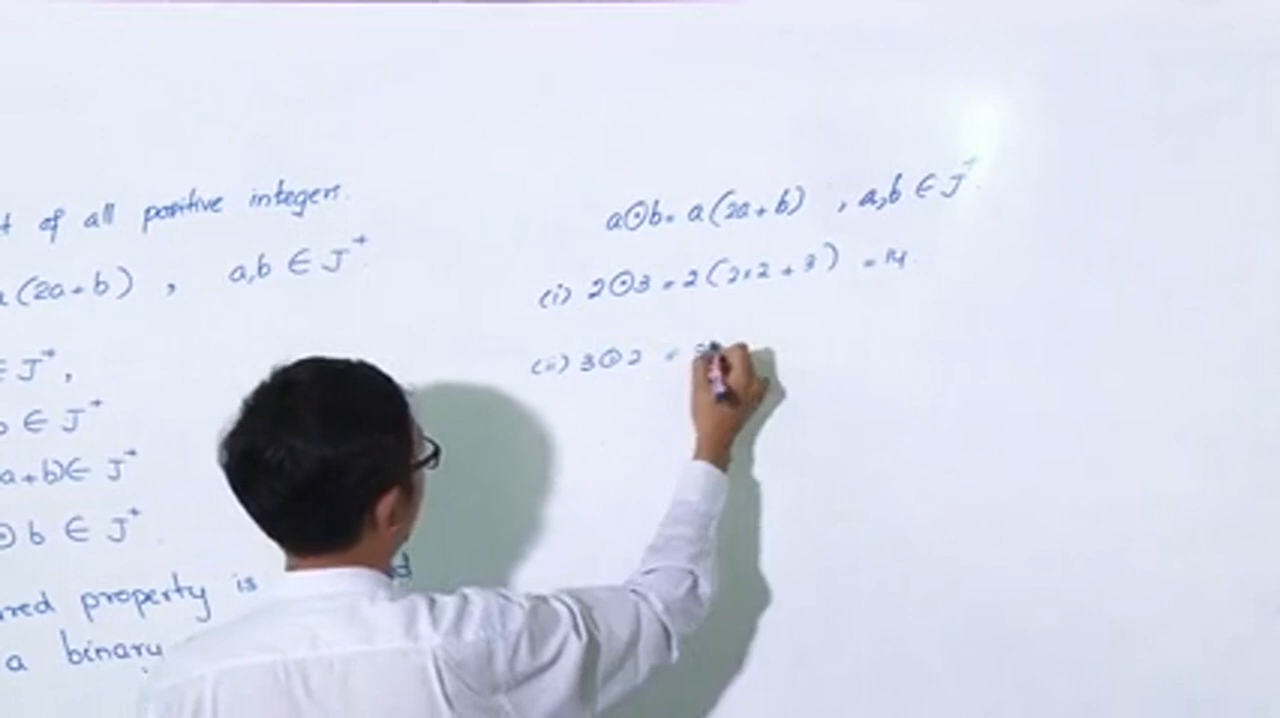 of all positive integers.
(2a+b) , a,b ∈ J⁺
∈ J⁺,
b ∈ J⁺
a+b)∈ J⁺
⊙ b ∈ J⁺
property is
a binary
a⊙b = a(2a+b) , a,b ∈ J⁺.
(i) 2⊙3 = 2(2×2+3) = 14
(ii) 3⊙2 =